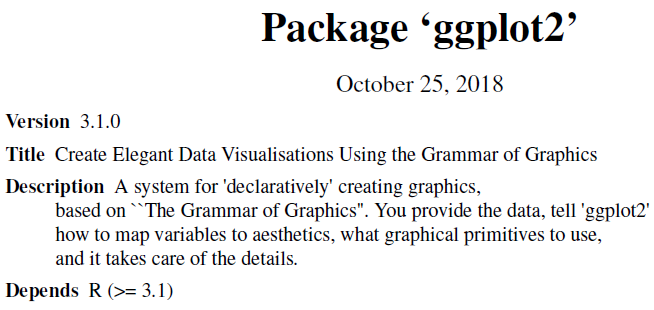 Package ‘ggplot2’
October 25, 2018
Version 3.1.0
Title Create Elegant Data Visualisations Using the Grammar of Graphics
Description A system for 'declaratively' creating graphics,
based on ``The Grammar of Graphics''. You provide the data, tell 'ggplot2'
how to map variables to aesthetics, what graphical primitives to use,
and it takes care of the details.
Depends R (>= 3.1)